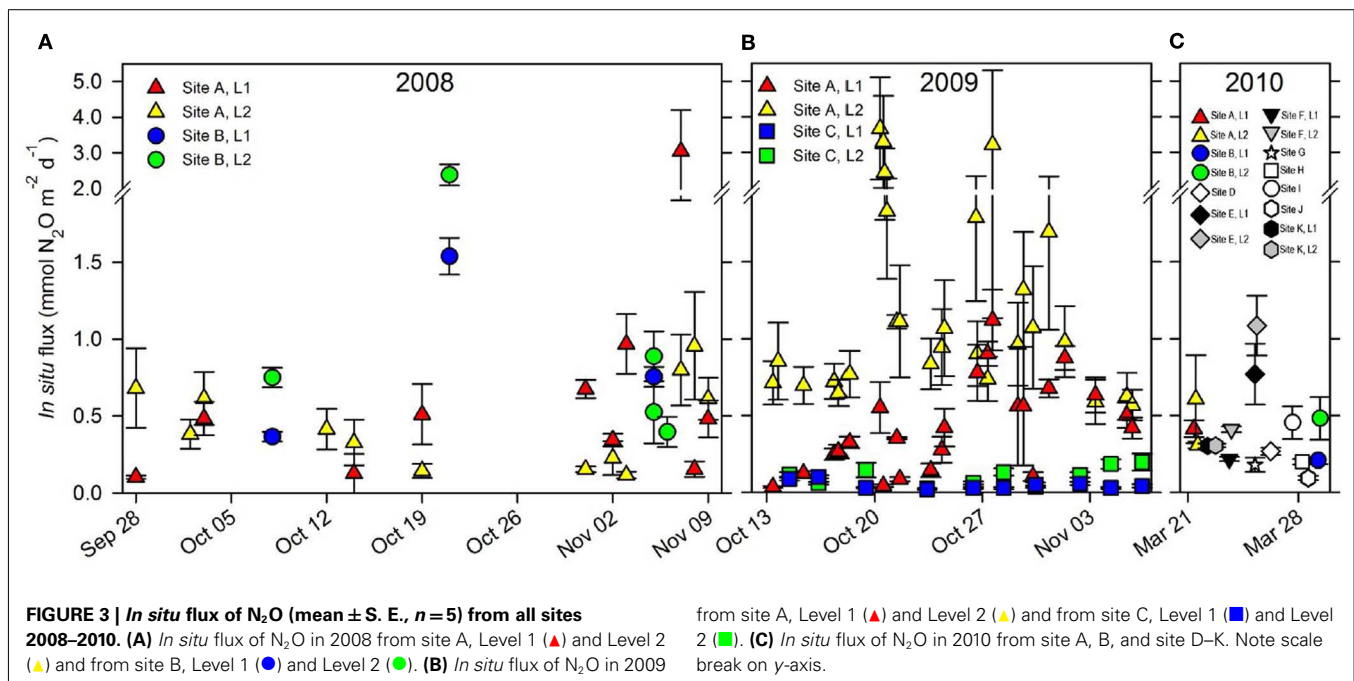 A
B
C
2008
2009
2010
In situ flux (mmol N₂O m⁻² d⁻¹)
5.0
4.0
3.0
2.0
1.5
1.0
0.5
0.0
Site A, L1
Site A, L2
Site B, L1
Site B, L2
Sep 28
Oct 05
Oct 12
Oct 19
Oct 26
Nov 02
Nov 09
Site A, L1
Site A, L2
Site C, L1
Site C, L2
Oct 13
Oct 20
Oct 27
Nov 03
Site A, L1
Site A, L2
Site B, L1
Site B, L2
Site D
Site E, L1
Site E, L2
Site F, L1
Site F, L2
Site G
Site H
Site I
Site J
Site K, L1
Site K, L2
Mar 21
Mar 28
FIGURE 3 | In situ flux of N₂O (mean ± S. E., n = 5) from all sites
2008–2010. (A) In situ flux of N₂O in 2008 from site A, Level 1 (▲) and Level 2
(▲) and from site B, Level 1 (●) and Level 2 (●). (B) In situ flux of N₂O in 2009
from site A, Level 1 (▲) and Level 2 (▲) and from site C, Level 1 (■) and Level
2 (■). (C) In situ flux of N₂O in 2010 from site A, B, and site D–K. Note scale
break on y-axis.